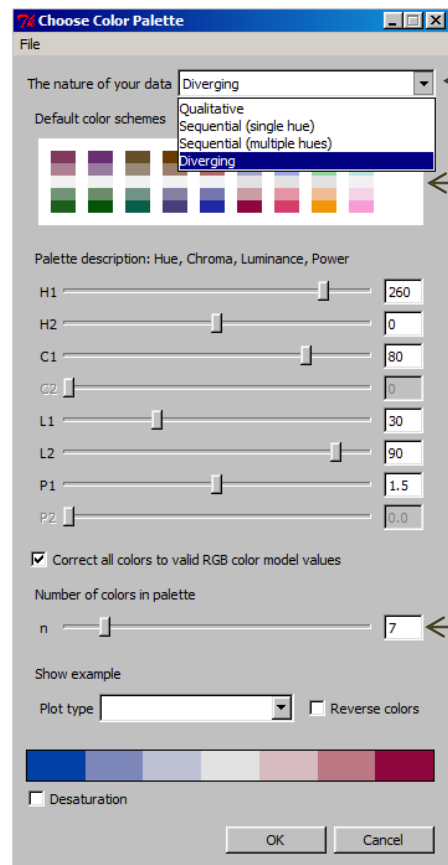 Choose Color Palette
File
The nature of your data Diverging
Qualitative
Sequential (single hue)
Sequential (multiple hues)
Diverging
Default color schemes
Palette description: Hue, Chroma, Luminance, Power
H1 260
H2 0
C1 80
C2 0
L1 30
L2 90
P1 1.5
P2 0.0
Correct all colors to valid RGB color model values
Number of colors in palette
n 7
Show example
Plot type Reverse colors
Desaturation
OK Cancel